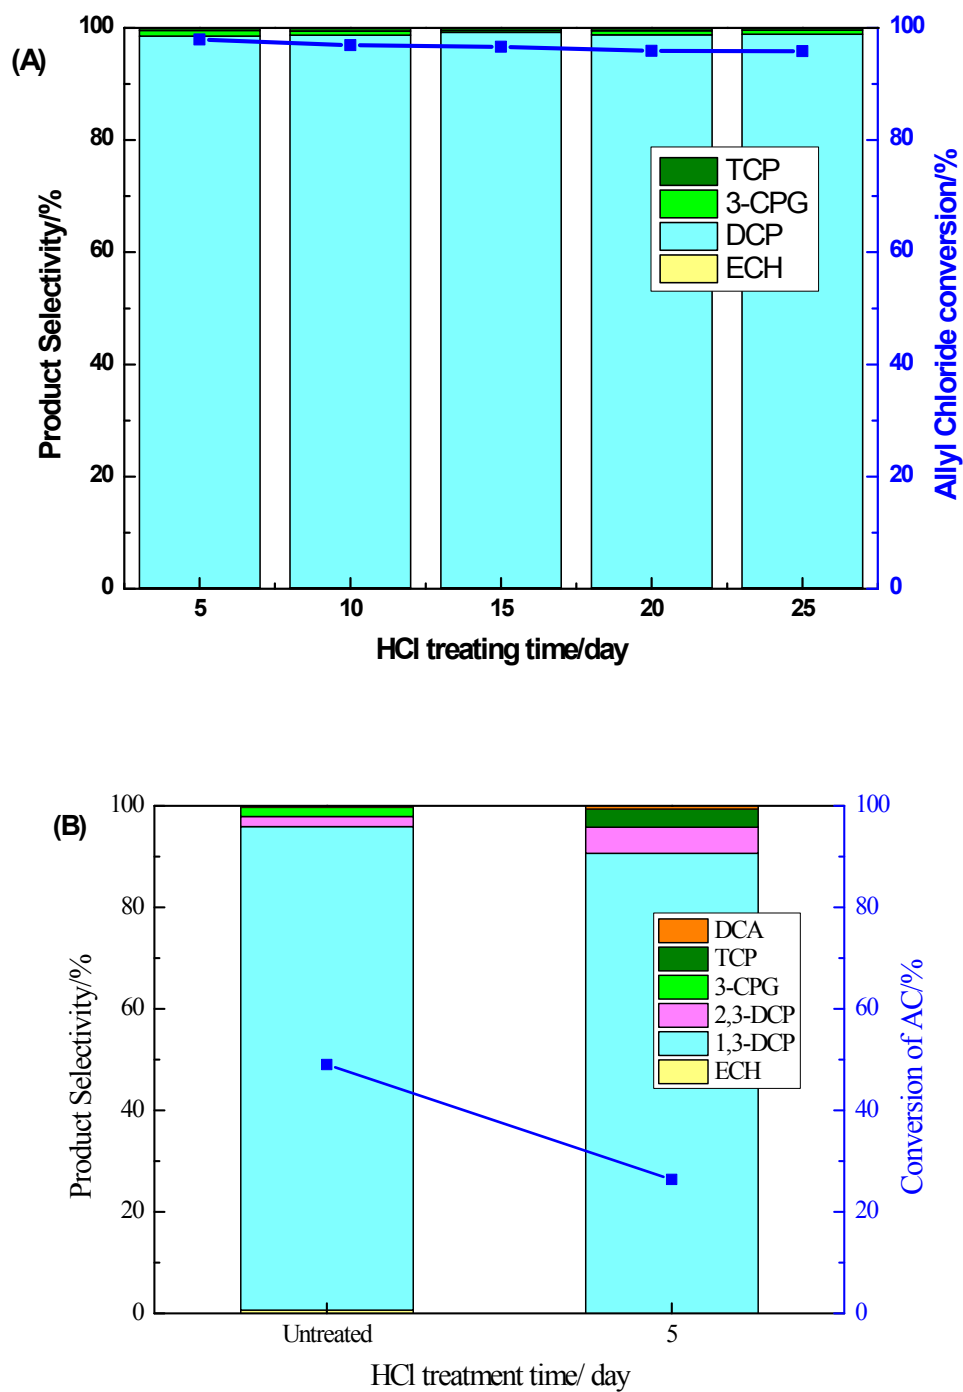 (A)
100
80
60
40
20
0
Product Selectivity/%
100
80
60
40
20
0
Allyl Chloride conversion/%
TCP
3-CPG
DCP
ECH
5 10 15 20 25
HCl treating time/day
(B)
100
80
60
40
20
0
Product Selectivity/%
100
80
60
40
20
0
Conversion of AC/%
DCA
TCP
3-CPG
2,3-DCP
1,3-DCP
ECH
Untreated 5
HCl treatment time/ day